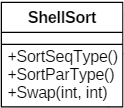 ShellSort
+SortSeqType()
+SortParType()
+Swap(int, int)